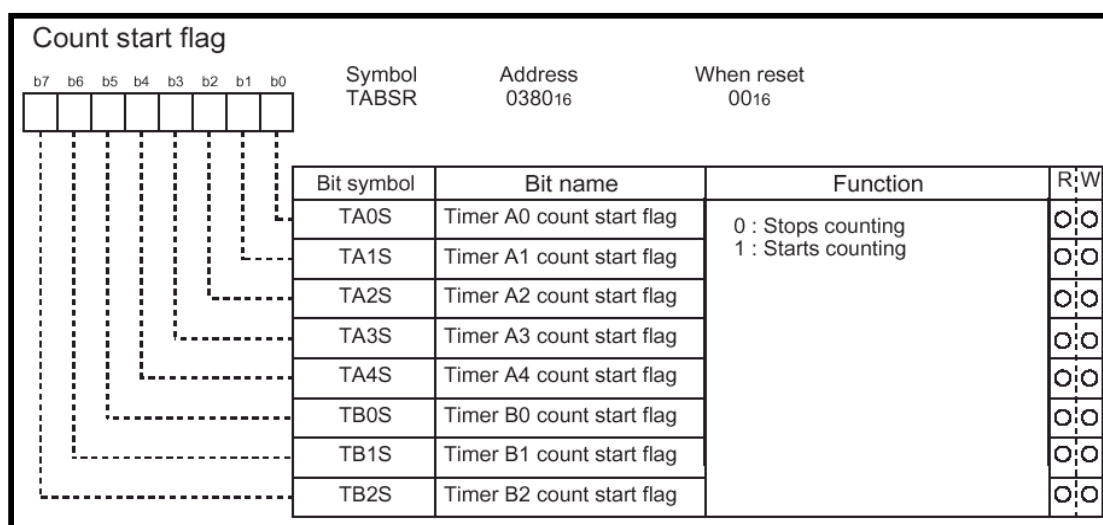 Count start flag
b7 b6 b5 b4 b3 b2 b1 b0
Symbol Address When reset
TABSR 038016 0016
Bit symbol Bit name Function R W
TA0S Timer A0 count start flag 0 : Stops counting O O
TA1S Timer A1 count start flag 1 : Starts counting O O
TA2S Timer A2 count start flag O O
TA3S Timer A3 count start flag O O
TA4S Timer A4 count start flag O O
TB0S Timer B0 count start flag O O
TB1S Timer B1 count start flag O O
TB2S Timer B2 count start flag O O